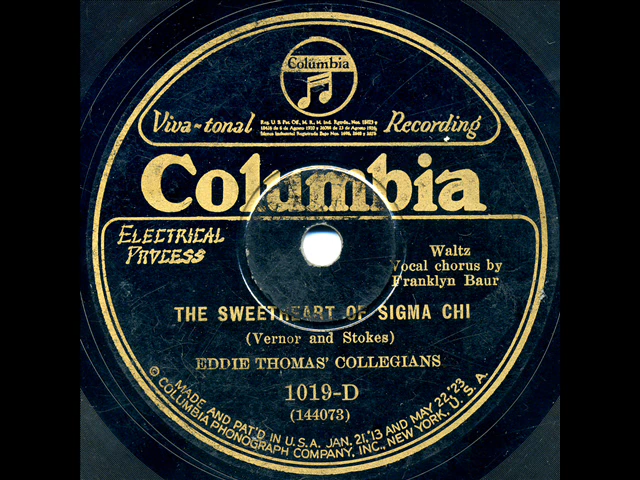 Columbia
Viva-tonal
Recording
Columbia
ELECTRICAL
PROCESS
Waltz
Vocal chorus by
Franklyn Baur
THE SWEETHEART OF SIGMA CHI
(Vernor and Stokes)
EDDIE THOMAS' COLLEGIANS
1019-D
(144073)
MADE AND PAT'D IN U.S.A. JAN. 21,'13 AND MAY 22,'23
© COLUMBIA PHONOGRAPH COMPANY, INC., NEW YORK, U. S. A.